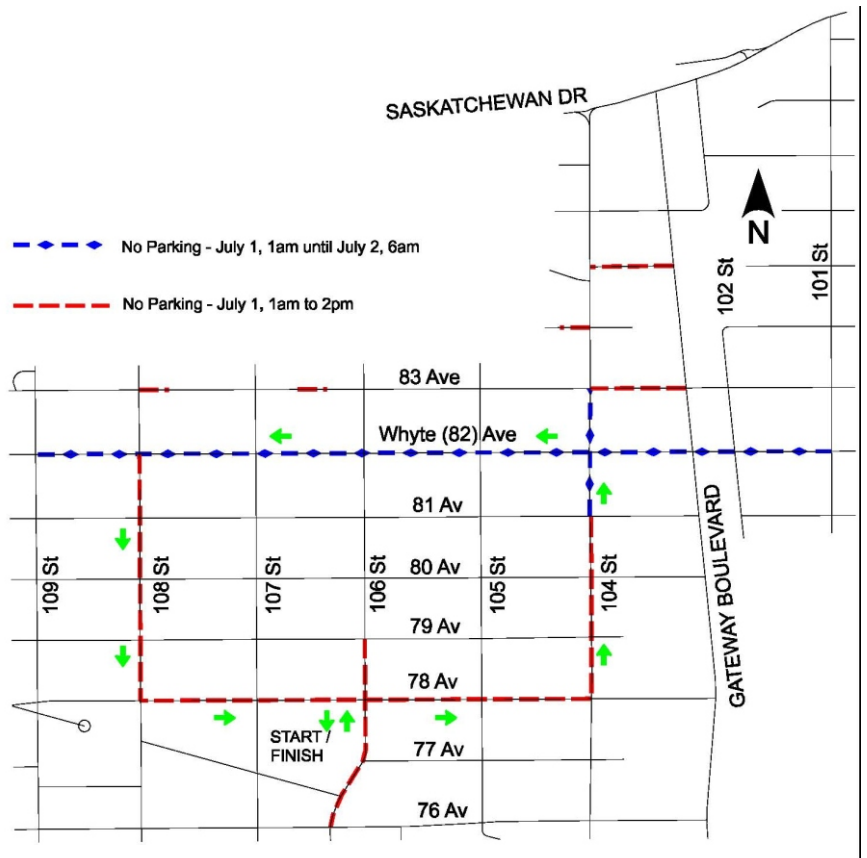 SASKATCHEWAN DR
N
No Parking - July 1, 1am until July 2, 6am
102 St
101 St
No Parking - July 1, 1am to 2pm
83 Ave
Whyte (82) Ave
81 Av
GATEWAY BOULEVARD
109 St
108 St
107 St
106 St
80 Av
105 St
104 St
79 Av
78 Av
START /
FINISH
77 Av
76 Av